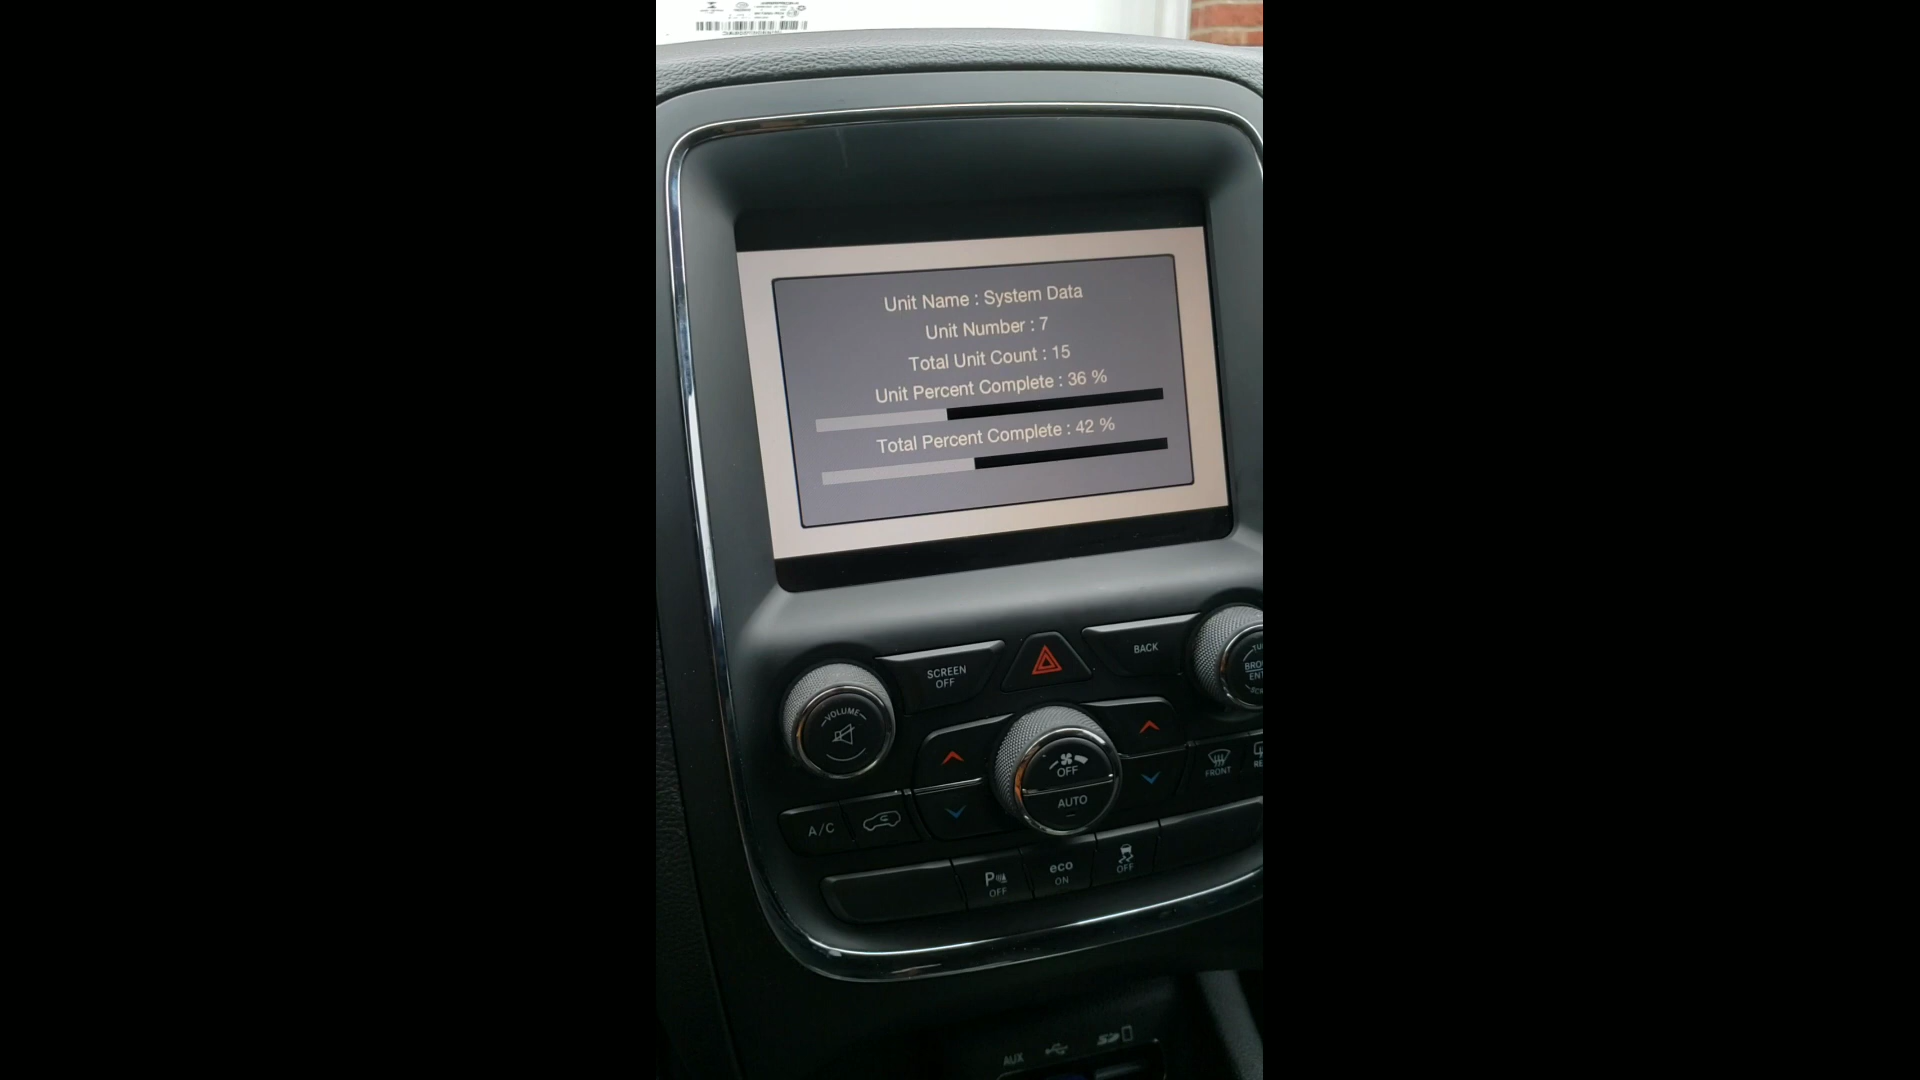 Unit Name : System Data
Unit Number : 7
Total Unit Count : 15
Unit Percent Complete : 36 %
Total Percent Complete : 42 %
SCREEN
OFF
BACK
VOLUME
OFF
AUTO
FRONT
A/C
P
OFF
eco
ON
OFF
AUX